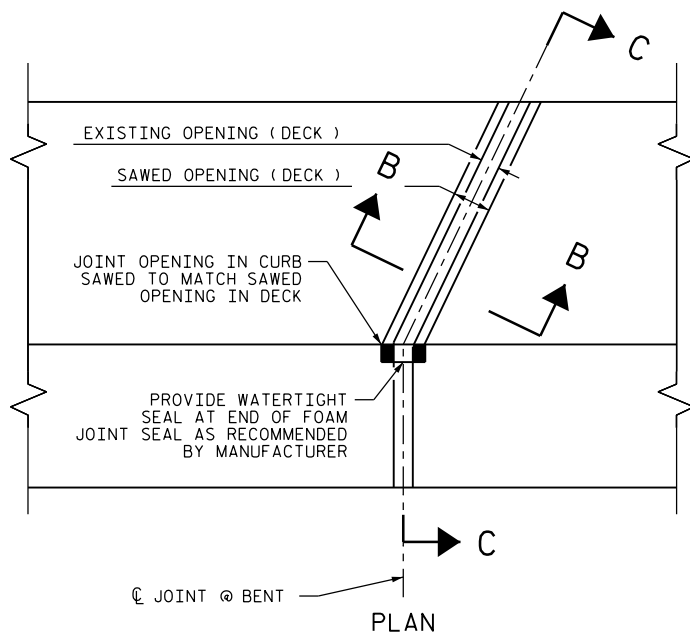 C
EXISTING OPENING (DECK)
SAWED OPENING (DECK)
B
B
JOINT OPENING IN CURB
SAWED TO MATCH SAWED
OPENING IN DECK
PROVIDE WATERTIGHT
SEAL AT END OF FOAM
JOINT SEAL AS RECOMMENDED
BY MANUFACTURER
C
℄ JOINT @ BENT
PLAN